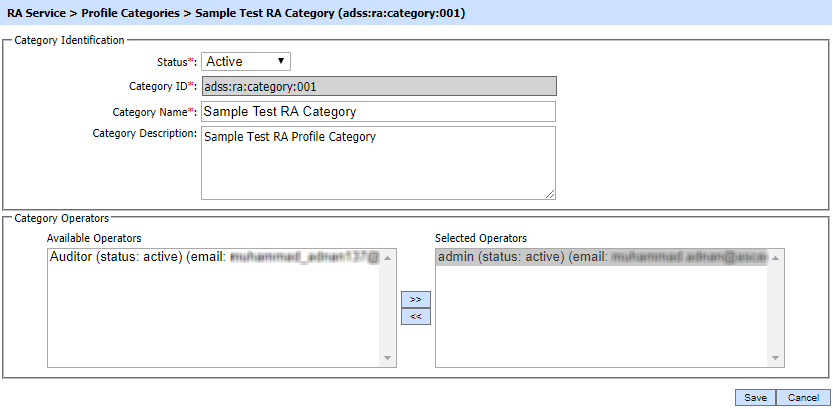 RA Service > Profile Categories > Sample Test RA Category (adss:ra:category:001)
Category Identification
Status*: Active
Category ID*: adss:ra:category:001
Category Name*: Sample Test RA Category
Category Description: Sample Test RA Profile Category
Category Operators
Available Operators
Selected Operators
Auditor (status: active) (email:
admin (status: active) (email:
>>
<<
Save Cancel